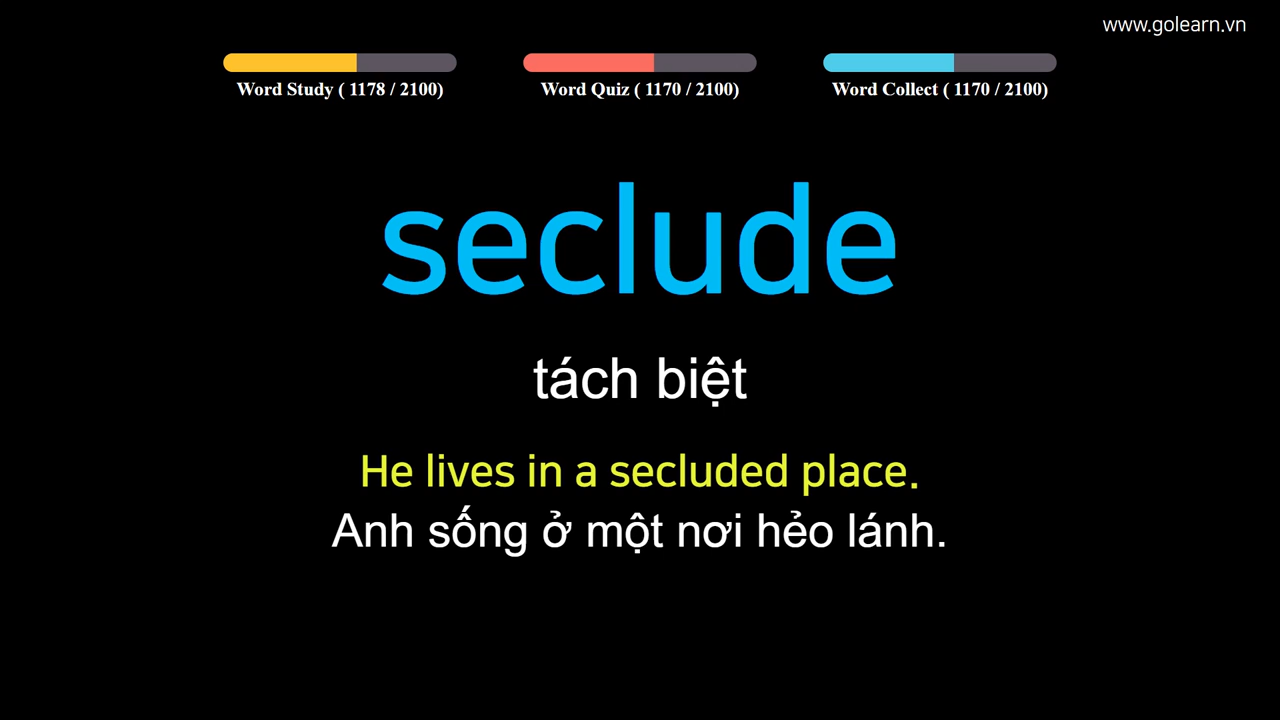 www.golearn.vn
Word Study ( 1178 / 2100)
Word Quiz ( 1170 / 2100)
Word Collect ( 1170 / 2100)
seclude
tách biệt
He lives in a secluded place.
Anh sống ở một nơi hẻo lánh.